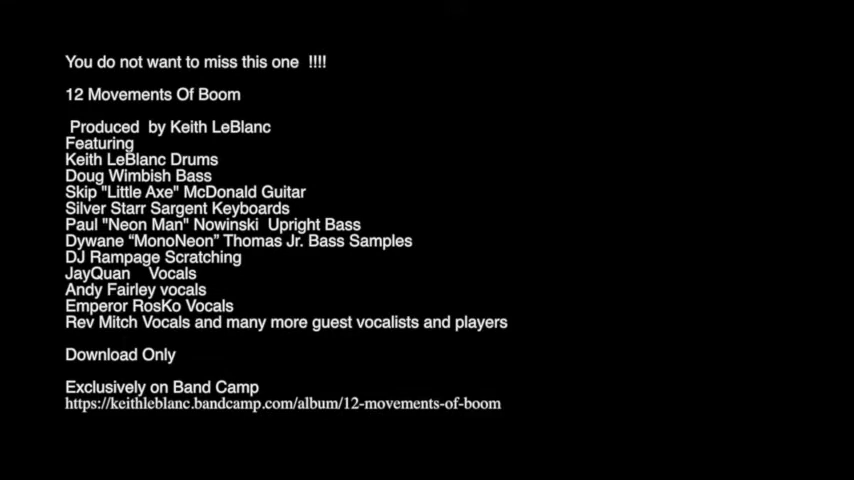 You do not want to miss this one  !!!!
12 Movements Of Boom
Produced  by Keith LeBlanc
Featuring
Keith LeBlanc Drums
Doug Wimbish Bass
Skip "Little Axe" McDonald Guitar
Silver Starr Sargent Keyboards
Paul "Neon Man" Nowinski  Upright Bass
Dywane “MonoNeon” Thomas Jr. Bass Samples
DJ Rampage Scratching
JayQuan    Vocals
Andy Fairley vocals
Emperor RosKo Vocals
Rev Mitch Vocals and many more guest vocalists and players
Download Only
Exclusively on Band Camp
https://keithleblanc.bandcamp.com/album/12-movements-of-boom